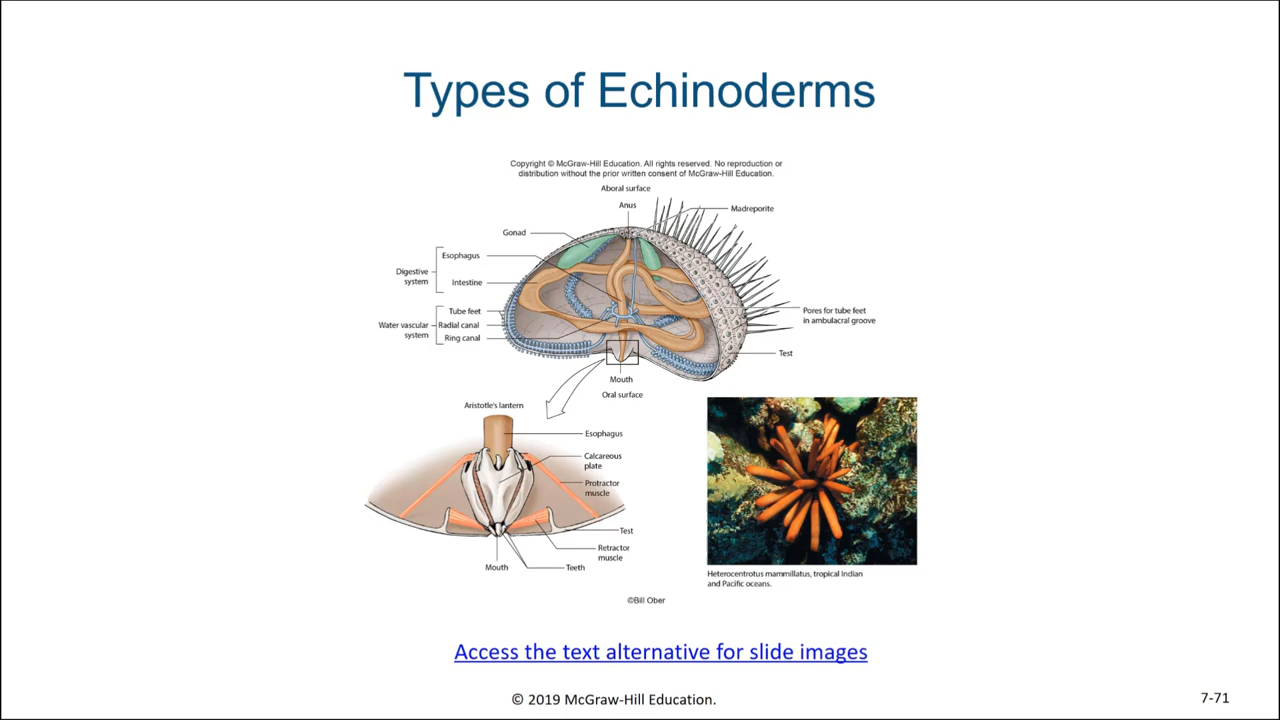 Types of Echinoderms
Copyright © McGraw-Hill Education. All rights reserved. No reproduction or
distribution without the prior written consent of McGraw-Hill Education.
Aboral surface
Anus
Madreporite
Gonad
Esophagus
Digestive
system
Intestine
Tube feet
Water vascular
system
Radial canal
Ring canal
Pores for tube feet
in ambulacral groove
Test
Mouth
Oral surface
Aristotle's lantern
Esophagus
Calcareous
plate
Protractor
muscle
Test
Retractor
muscle
Mouth
Teeth
Heterocentrotus mammillatus, tropical Indian
and Pacific oceans.
©Bill Ober
Access the text alternative for slide images
© 2019 McGraw-Hill Education.
7-71